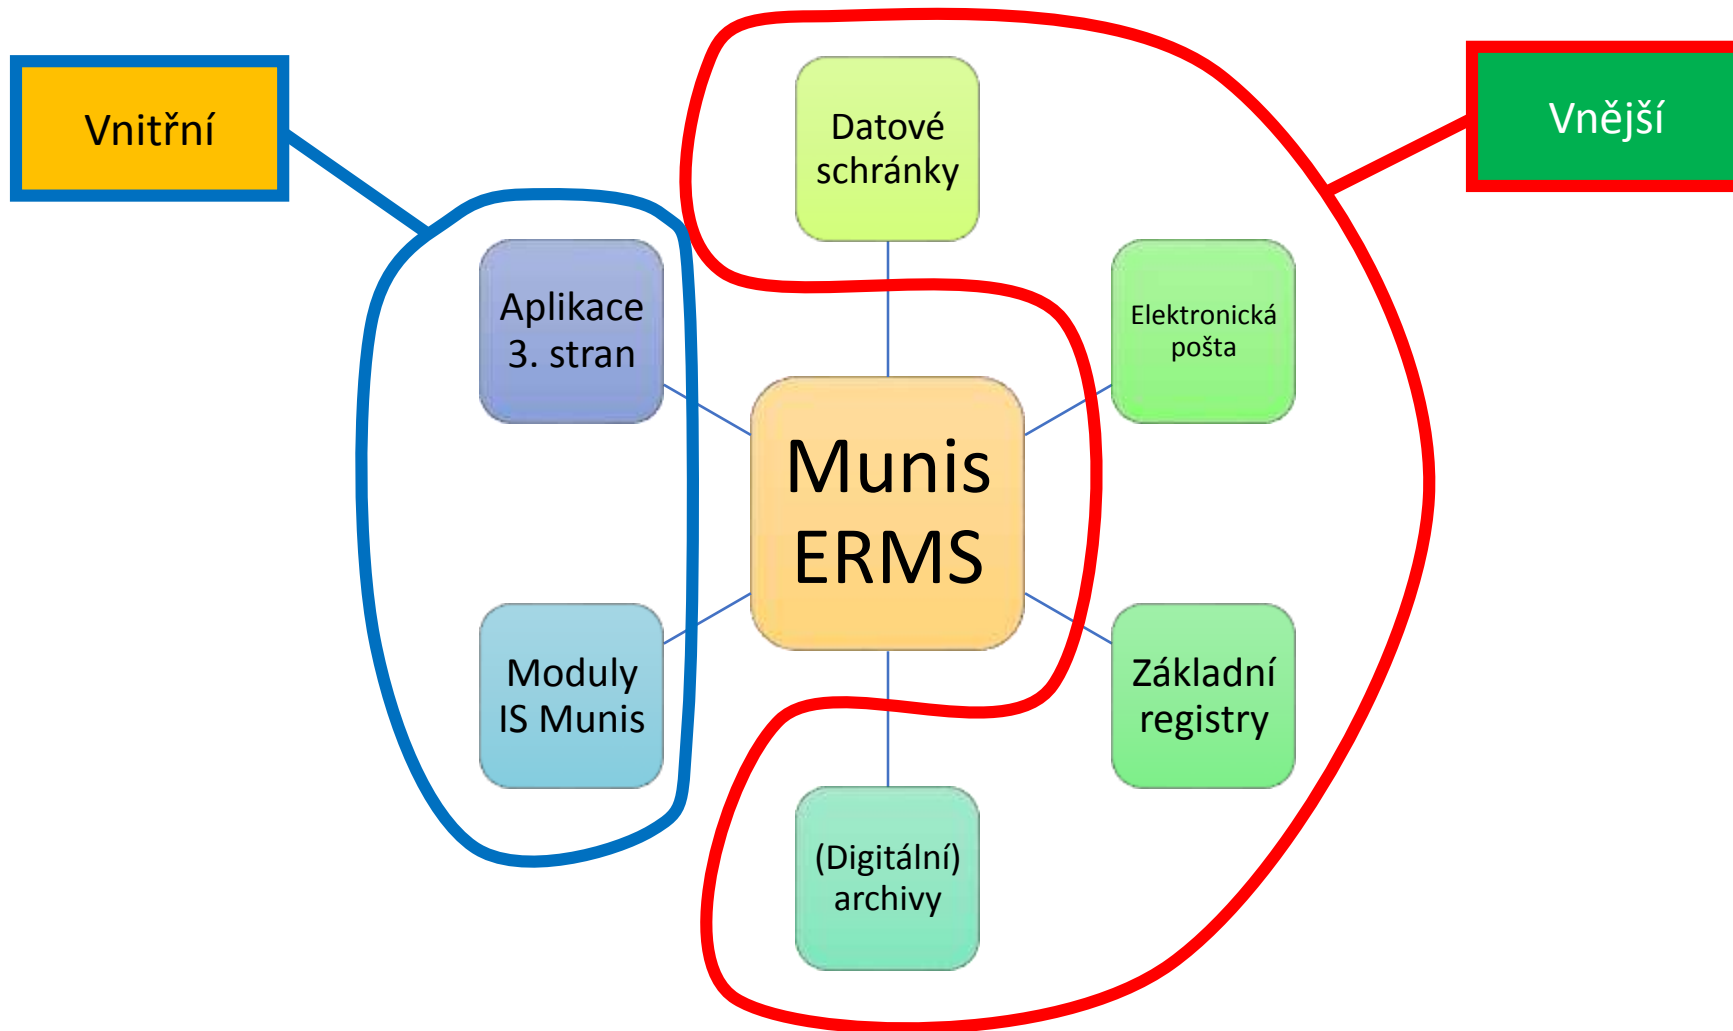 Vnitřní
Vnější
Datové
schránky
Aplikace
3. stran
Elektronická
pošta
Munis
ERMS
Moduly
IS Munis
Základní
registry
(Digitální)
archivy